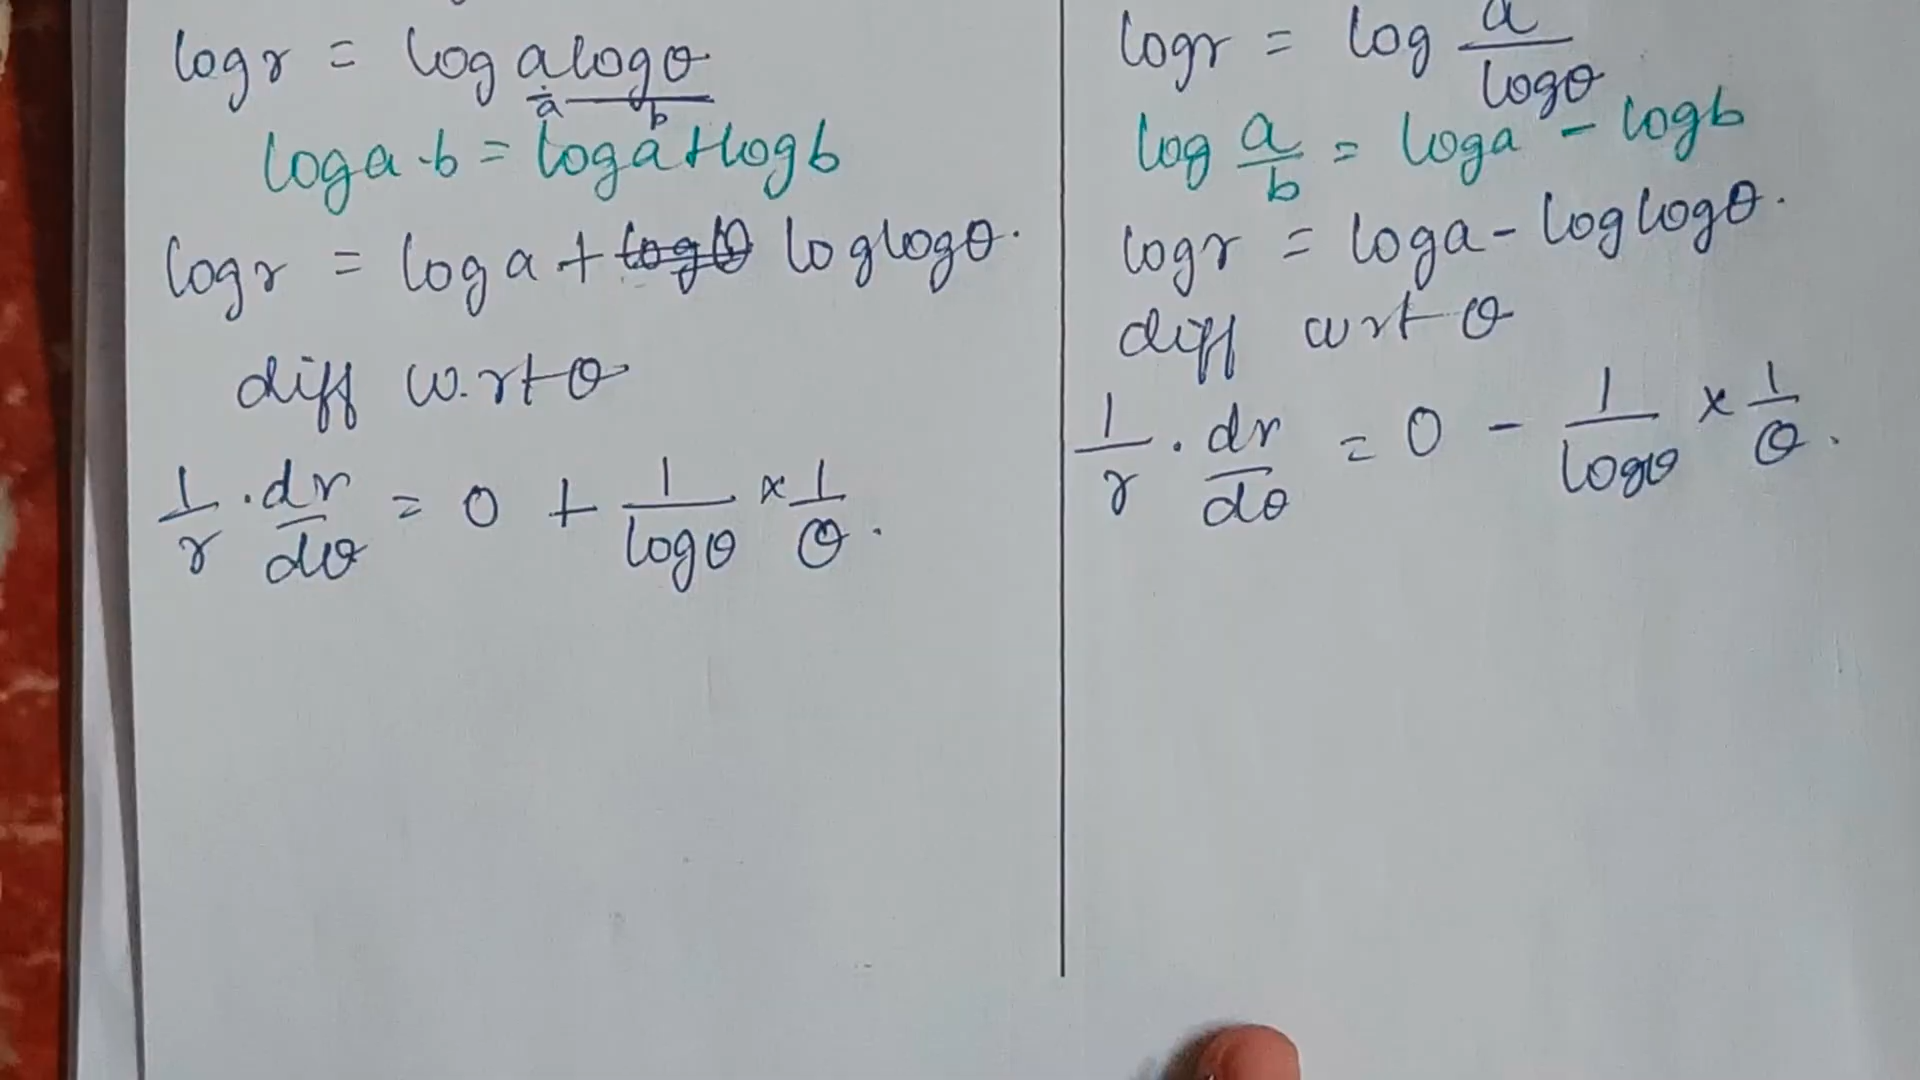 log r = log a log θ
a b
log a·b = log a + log b
log r = log a + log log θ.
diff w.r t θ
1/r · dr/dθ = 0 + 1/log θ × 1/θ.
log r = log a/log θ
log a/b = log a - log b
log r = log a - log log θ.
diff w r t θ
1/r · dr/dθ = 0 - 1/log θ × 1/θ.